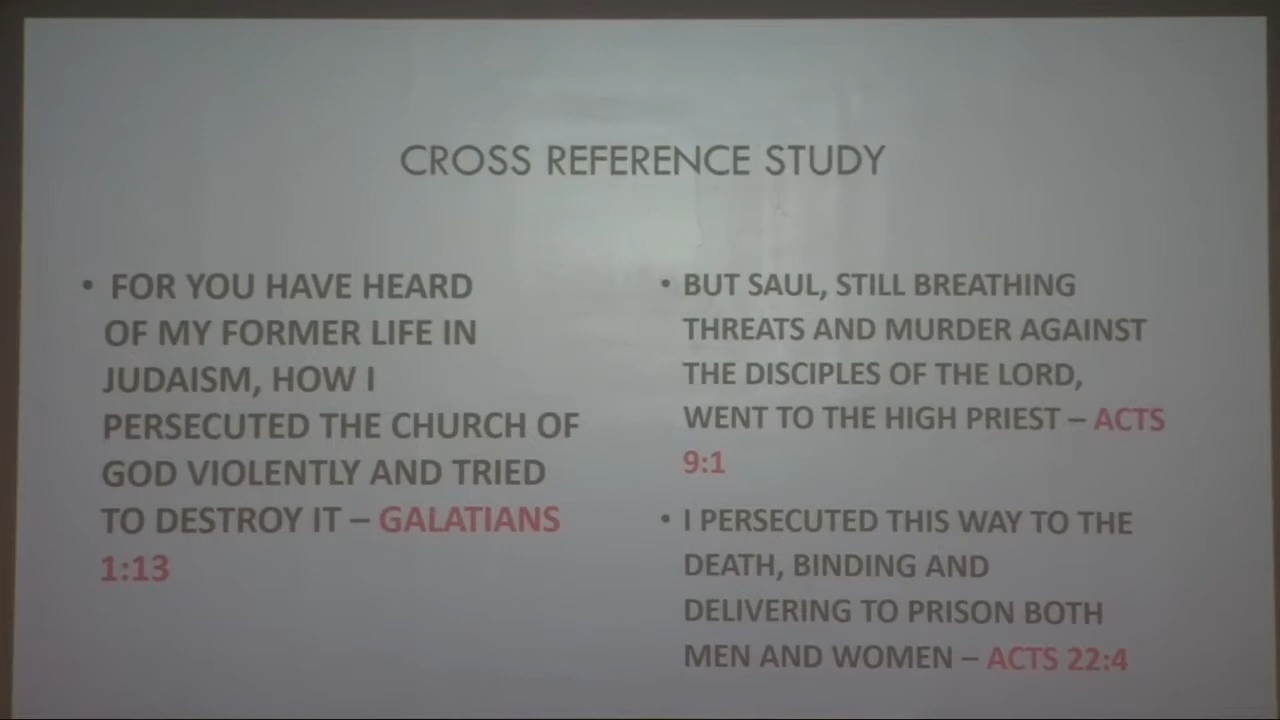 CROSS REFERENCE STUDY
• FOR YOU HAVE HEARD
OF MY FORMER LIFE IN
JUDAISM, HOW I
PERSECUTED THE CHURCH OF
GOD VIOLENTLY AND TRIED
TO DESTROY IT – GALATIANS
1:13
• BUT SAUL, STILL BREATHING
THREATS AND MURDER AGAINST
THE DISCIPLES OF THE LORD,
WENT TO THE HIGH PRIEST – ACTS
9:1
• I PERSECUTED THIS WAY TO THE
DEATH, BINDING AND
DELIVERING TO PRISON BOTH
MEN AND WOMEN – ACTS 22:4